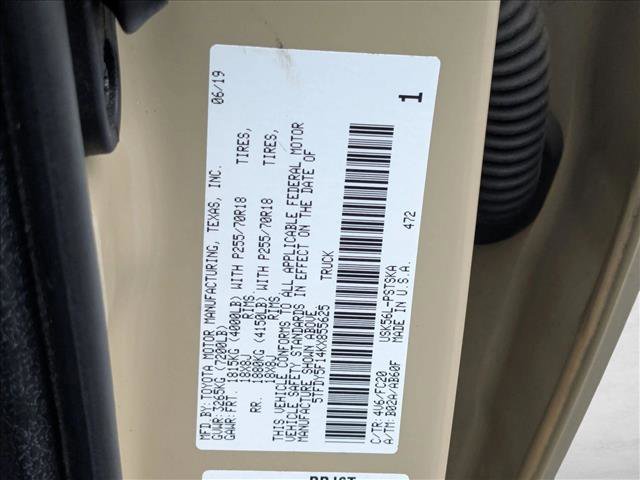 MFD.BY:TOYOTA MOTOR MANUFACTURING, TEXAS, INC. 06/19
GVWR:3265KG (7200LB)
GAWR:FRT. 1815KG (4000LB) WITH P255/70R18 TIRES,
18X8J RIMS,
RR. 1880KG (4150LB) WITH P255/70R18 TIRES,
18X8J RIMS.
THIS VEHICLE CONFORMS TO ALL APPLICABLE FEDERAL MOTOR
VEHICLE SAFETY STANDARDS IN EFFECT ON THE DATE OF
MANUFACTURE SHOWN ABOVE.
5TFDY5F14KX855625 TRUCK
C/TR:4V6/FC20 USK56L-PSTSKA
A/TM:B02A/AB60F MADE IN U.S.A. 472 1